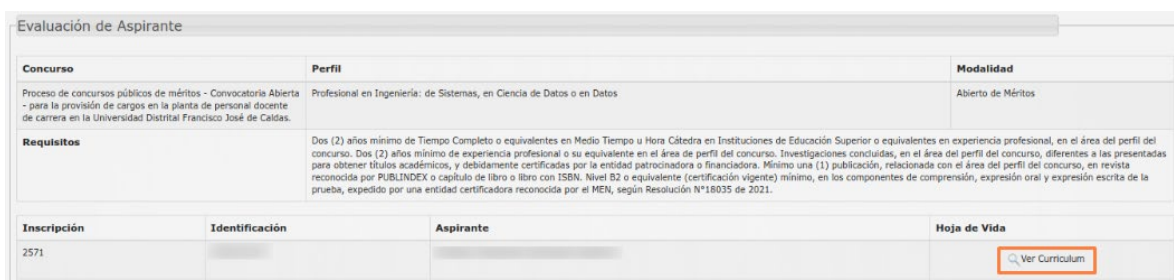 Evaluación de Aspirante
Concurso Perfil Modalidad
Proceso de concursos públicos de méritos - Convocatoria Abierta
- para la provisión de cargos en la planta de personal docente
de carrera en la Universidad Distrital Francisco José de Caldas.
Profesional en Ingeniería: de Sistemas, en Ciencia de Datos o en Datos
Abierto de Méritos
Requisitos
Dos (2) años mínimo de Tiempo Completo o equivalentes en Medio Tiempo u Hora Cátedra en Instituciones de Educación Superior o equivalentes en experiencia profesional, en el área del perfil del
concurso. Dos (2) años mínimo de experiencia profesional o su equivalente en el área de perfil del concurso. Investigaciones concluidas, en el área del perfil del concurso, diferentes a las presentadas
para obtener títulos académicos, y debidamente certificadas por la entidad patrocinadora o financiadora. Mínimo una (1) publicación, relacionada con el área del perfil del concurso, en revista
reconocida por PUBLINDEX o capítulo de libro o libro con ISBN. Nivel B2 o equivalente (certificación vigente) mínimo, en los componentes de comprensión, expresión oral y expresión escrita de la
prueba, expedido por una entidad certificadora reconocida por el MEN, según Resolución N°18035 de 2021.
Inscripción Identificación Aspirante Hoja de Vida
2571 Ver Curriculum